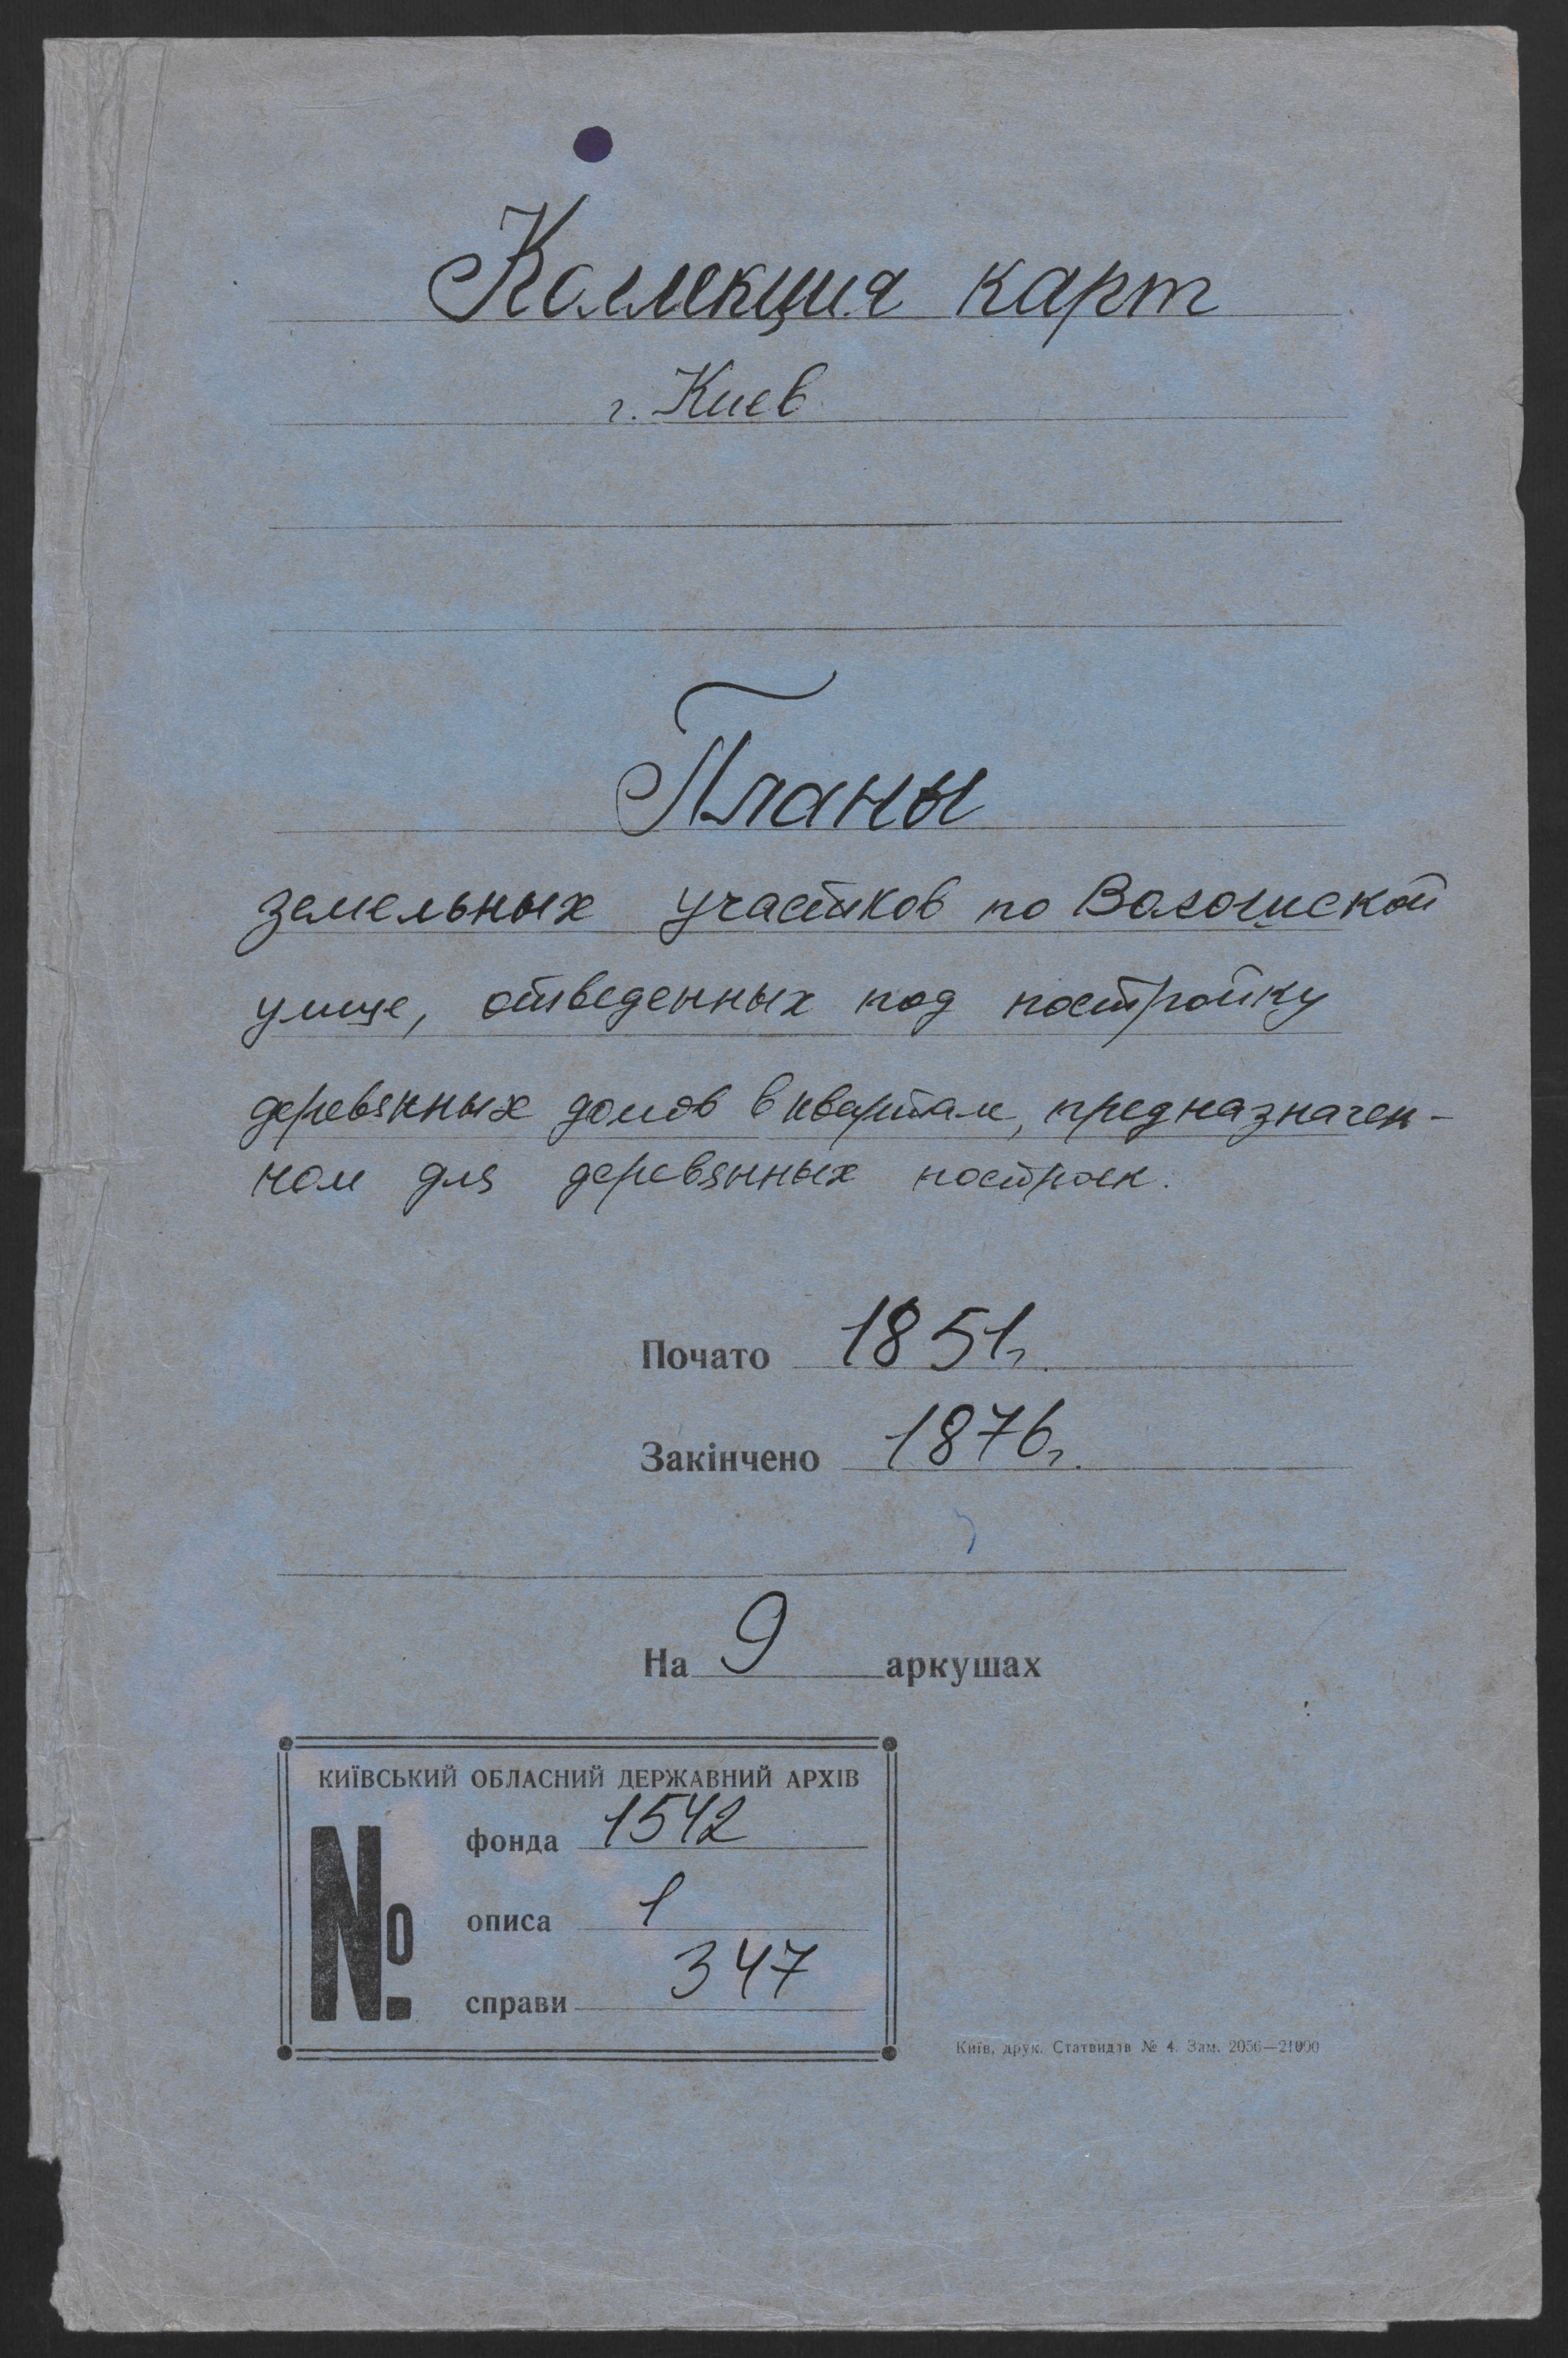 Коллекция карт
г. Киев
Планы
земельных участков по Волошской
улице, отведенных под постройку
деревянных домов в квартале, предназначен-
ном для деревянных построек.
Почато 1851г.
Закінчено 1876г.
На 9 аркушах
КИЇВСЬКИЙ ОБЛАСНИЙ ДЕРЖАВНИЙ АРХІВ
№
фонда 1542
описа 1
справи 347
Київ, друк. Статвидав № 4. Зам. 2056—21000